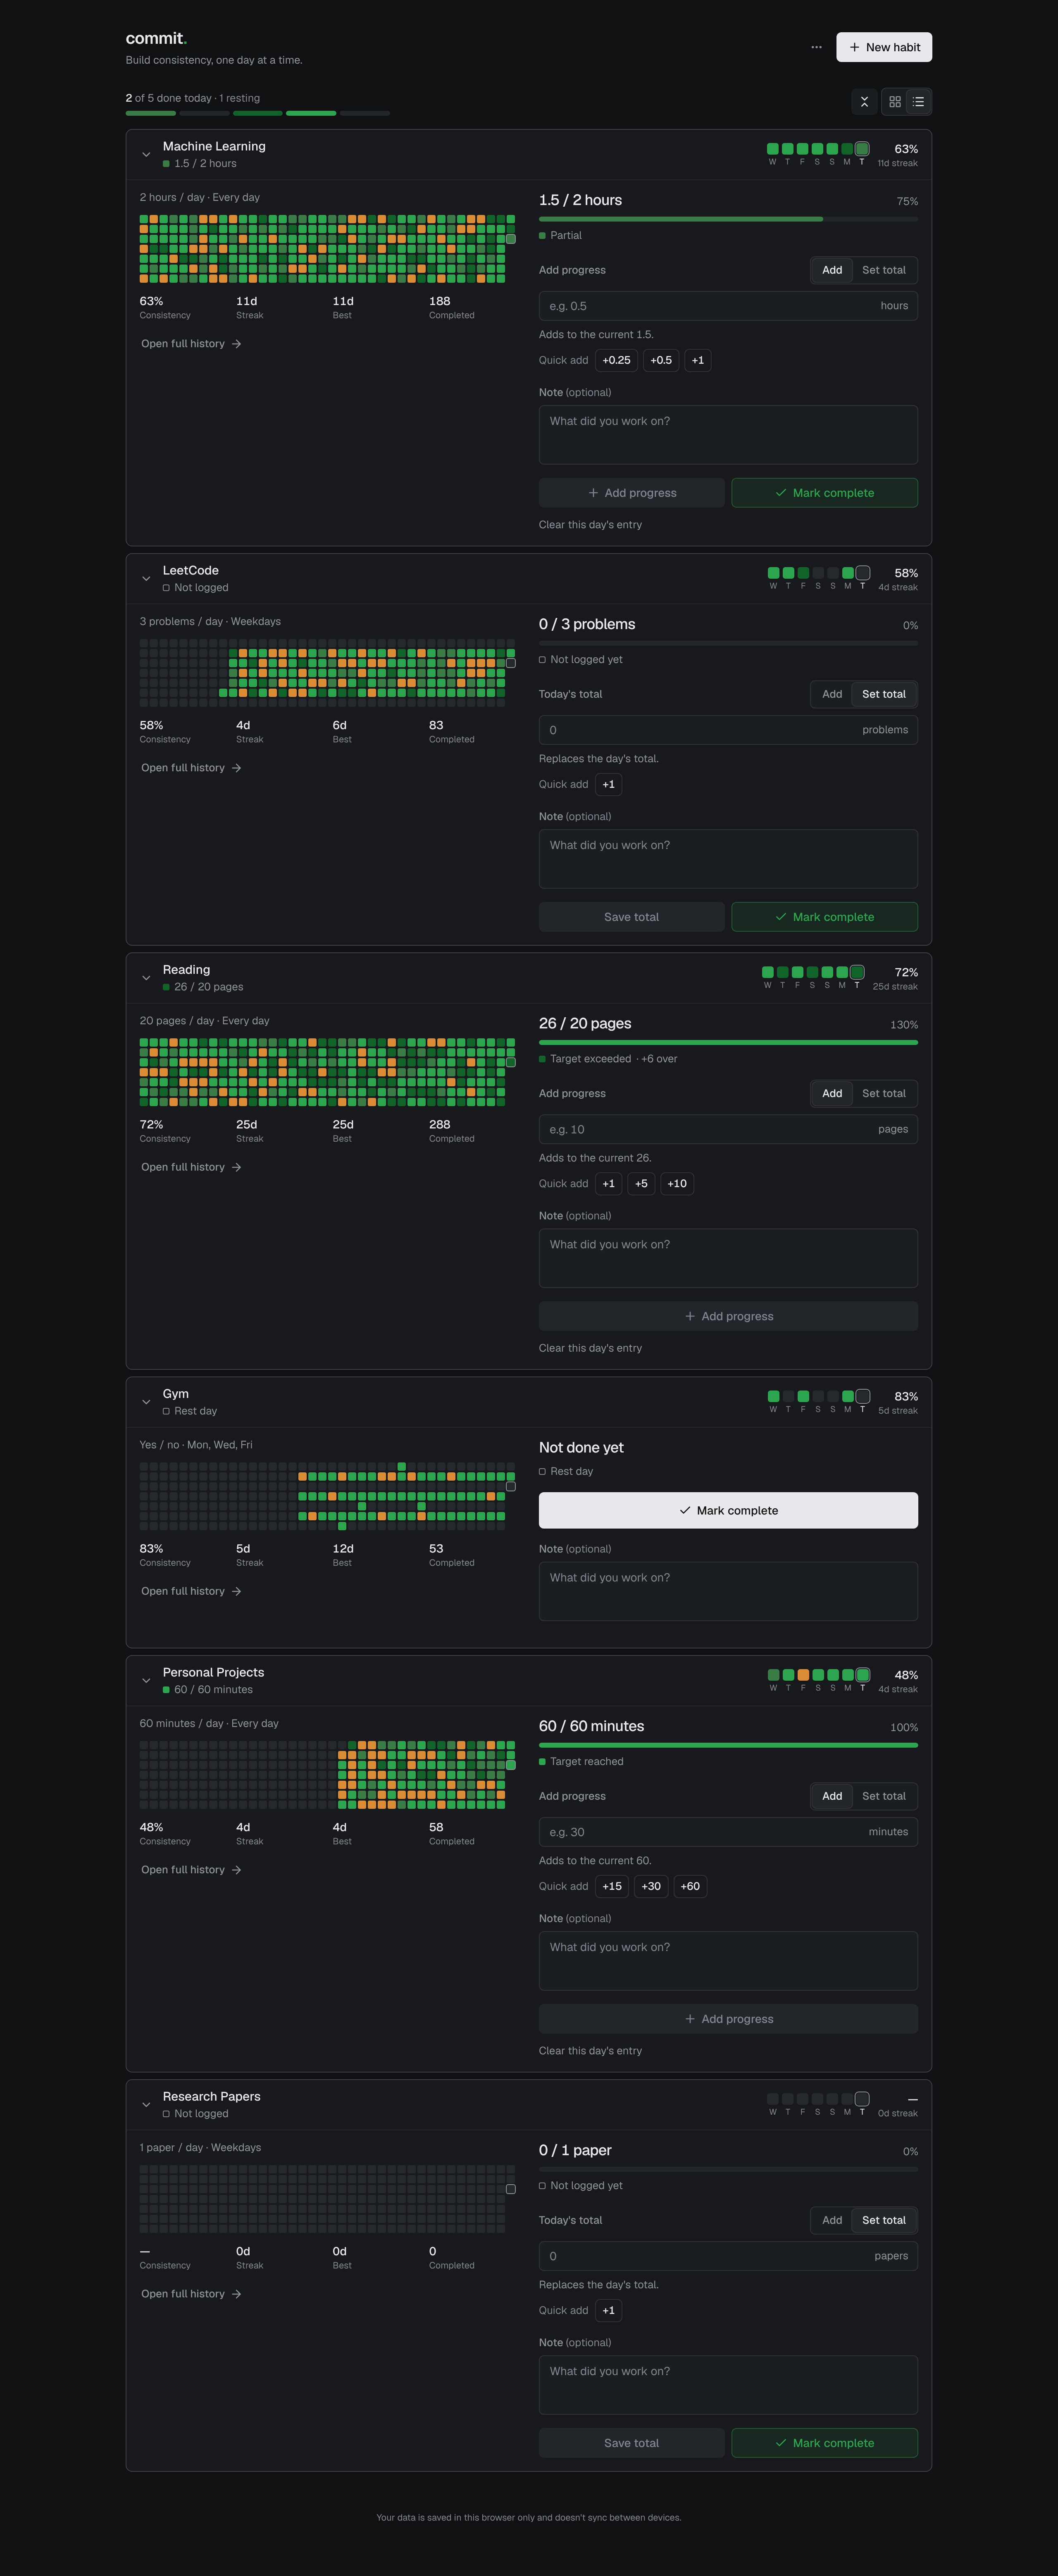 commit.
Build consistency, one day at a time.
New habit
2 of 5 done today · 1 resting
Machine Learning
1.5 / 2 hours
W T F S S M T
63%
11d streak
2 hours / day · Every day
63% 11d 11d 188
Consistency Streak Best Completed
Open full history
1.5 / 2 hours
75%
Partial
Add progress
Add Set total
e.g. 0.5 hours
Adds to the current 1.5.
Quick add +0.25 +0.5 +1
Note (optional)
What did you work on?
Add progress
Mark complete
Clear this day's entry
LeetCode
Not logged
W T F S S M T
58%
4d streak
3 problems / day · Weekdays
58% 4d 6d 83
Consistency Streak Best Completed
Open full history
0 / 3 problems
0%
Not logged yet
Today's total
Add Set total
0 problems
Replaces the day's total.
Quick add +1
Note (optional)
What did you work on?
Save total
Mark complete
Reading
26 / 20 pages
W T F S S M T
72%
25d streak
20 pages / day · Every day
72% 25d 25d 288
Consistency Streak Best Completed
Open full history
26 / 20 pages
130%
Target exceeded · +6 over
Add progress
Add Set total
e.g. 10 pages
Adds to the current 26.
Quick add +1 +5 +10
Note (optional)
What did you work on?
Add progress
Clear this day's entry
Gym
Rest day
W T F S S M T
83%
5d streak
Yes / no · Mon, Wed, Fri
83% 5d 12d 53
Consistency Streak Best Completed
Open full history
Not done yet
Rest day
Mark complete
Note (optional)
What did you work on?
Personal Projects
60 / 60 minutes
W T F S S M T
48%
4d streak
60 minutes / day · Every day
48% 4d 4d 58
Consistency Streak Best Completed
Open full history
60 / 60 minutes
100%
Target reached
Add progress
Add Set total
e.g. 30 minutes
Adds to the current 60.
Quick add +15 +30 +60
Note (optional)
What did you work on?
Add progress
Clear this day's entry
Research Papers
Not logged
W T F S S M T
—
0d streak
1 paper / day · Weekdays
— 0d 0d 0
Consistency Streak Best Completed
Open full history
0 / 1 paper
0%
Not logged yet
Today's total
Add Set total
0 papers
Replaces the day's total.
Quick add +1
Note (optional)
What did you work on?
Save total
Mark complete
Your data is saved in this browser only and doesn't sync between devices.